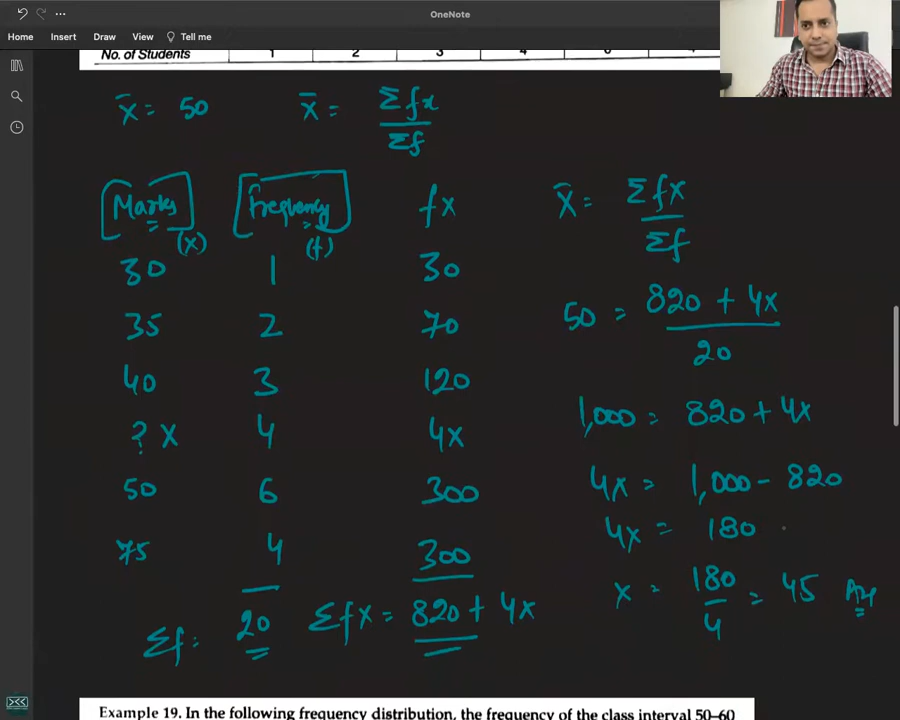 OneNote
Home Insert Draw View Tell me
No. of Students 1 2 3 4
x̄ = 50 x̄ = Σfx / Σf
Marks (x) Frequency (f) fx
30 1 30
35 2 70
40 3 120
? x 4 4x
50 6 300
75 4 300
Σf = 20 Σfx = 820 + 4x
x̄ = Σfx / Σf
50 = 820 + 4x / 20
1,000 = 820 + 4x
4x = 1,000 - 820
4x = 180
x = 180 / 4 = 45 Ans
Example 19. In the following frequency distribution, the frequency of the class interval 50–60